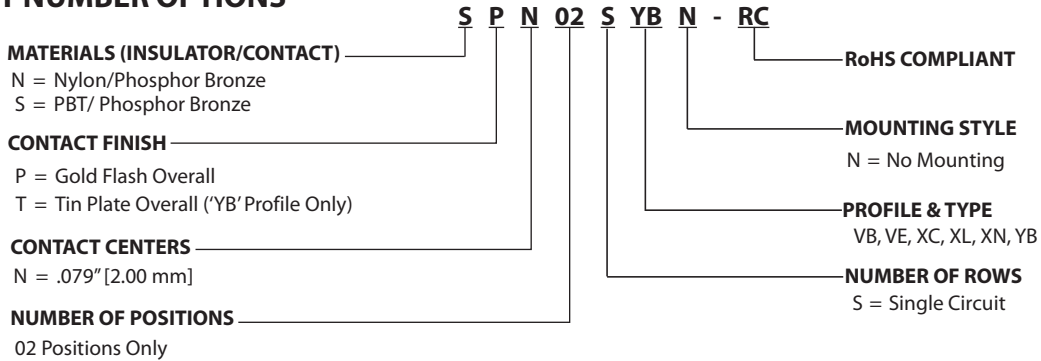 S P N 02 S YB N - RC
MATERIALS (INSULATOR/CONTACT)
N = Nylon/Phosphor Bronze
S = PBT/ Phosphor Bronze
CONTACT FINISH
P = Gold Flash Overall
T = Tin Plate Overall ('YB' Profile Only)
CONTACT CENTERS
N = .079" [2.00 mm]
NUMBER OF POSITIONS
02 Positions Only
RoHS COMPLIANT
MOUNTING STYLE
N = No Mounting
PROFILE & TYPE
VB, VE, XC, XL, XN, YB
NUMBER OF ROWS
S = Single Circuit